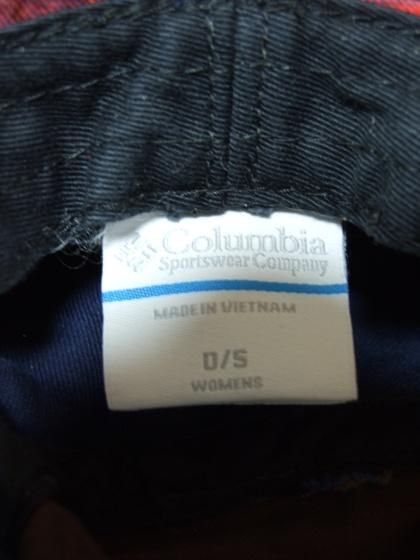 Columbia
Sportswear Company
MADE IN VIETNAM
O/S
WOMENS